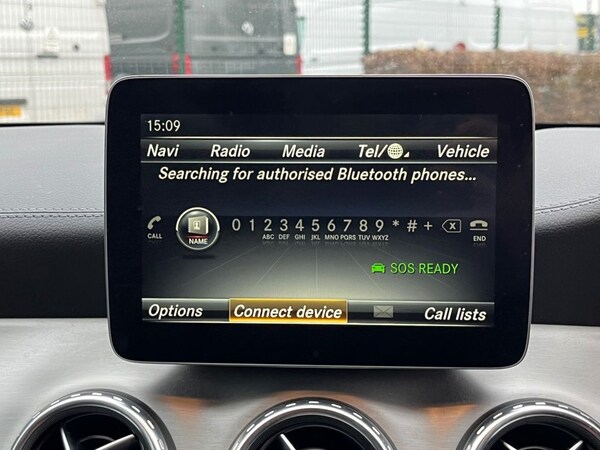 15:09
Navi Radio Media Tel/ Vehicle
Searching for authorised Bluetooth phones...
CALL NAME 0 1 2 3 4 5 6 7 8 9 * # + END
ABC DEF GHI JKL MNO PQRS TUV WXYZ
SOS READY
Options Connect device Call lists